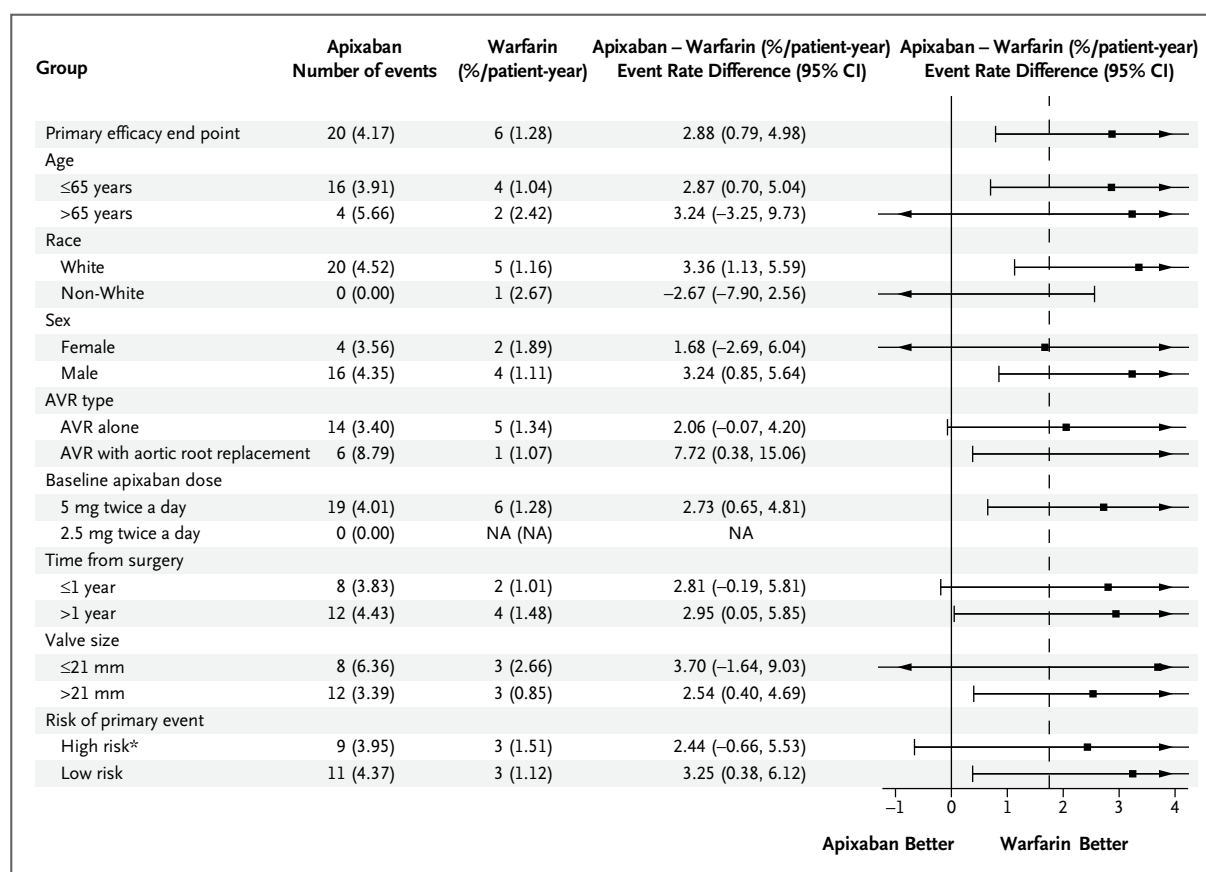 Group Apixaban Number of events Warfarin (%/patient-year) Apixaban – Warfarin (%/patient-year) Event Rate Difference (95% CI) Apixaban – Warfarin (%/patient-year) Event Rate Difference (95% CI)
Primary efficacy end point 20 (4.17) 6 (1.28) 2.88 (0.79, 4.98)
Age
≤65 years 16 (3.91) 4 (1.04) 2.87 (0.70, 5.04)
>65 years 4 (5.66) 2 (2.42) 3.24 (–3.25, 9.73)
Race
White 20 (4.52) 5 (1.16) 3.36 (1.13, 5.59)
Non-White 0 (0.00) 1 (2.67) –2.67 (–7.90, 2.56)
Sex
Female 4 (3.56) 2 (1.89) 1.68 (–2.69, 6.04)
Male 16 (4.35) 4 (1.11) 3.24 (0.85, 5.64)
AVR type
AVR alone 14 (3.40) 5 (1.34) 2.06 (–0.07, 4.20)
AVR with aortic root replacement 6 (8.79) 1 (1.07) 7.72 (0.38, 15.06)
Baseline apixaban dose
5 mg twice a day 19 (4.01) 6 (1.28) 2.73 (0.65, 4.81)
2.5 mg twice a day 0 (0.00) NA (NA) NA
Time from surgery
≤1 year 8 (3.83) 2 (1.01) 2.81 (–0.19, 5.81)
>1 year 12 (4.43) 4 (1.48) 2.95 (0.05, 5.85)
Valve size
≤21 mm 8 (6.36) 3 (2.66) 3.70 (–1.64, 9.03)
>21 mm 12 (3.39) 3 (0.85) 2.54 (0.40, 4.69)
Risk of primary event
High risk* 9 (3.95) 3 (1.51) 2.44 (–0.66, 5.53)
Low risk 11 (4.37) 3 (1.12) 3.25 (0.38, 6.12)
–1 0 1 2 3 4
Apixaban Better Warfarin Better